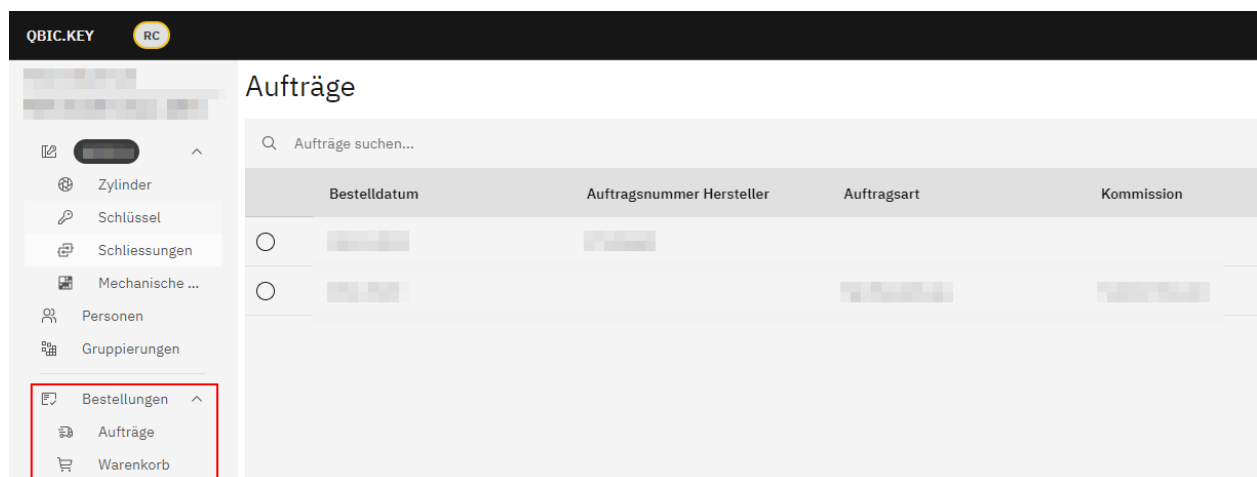 QBIC.KEY RC
Aufträge
Aufträge suchen...
Zylinder
Schlüssel
Schliessungen
Mechanische ...
Personen
Gruppierungen
Bestellungen
Aufträge
Warenkorb
Bestelldatum Auftragsnummer Hersteller Auftragsart Kommission